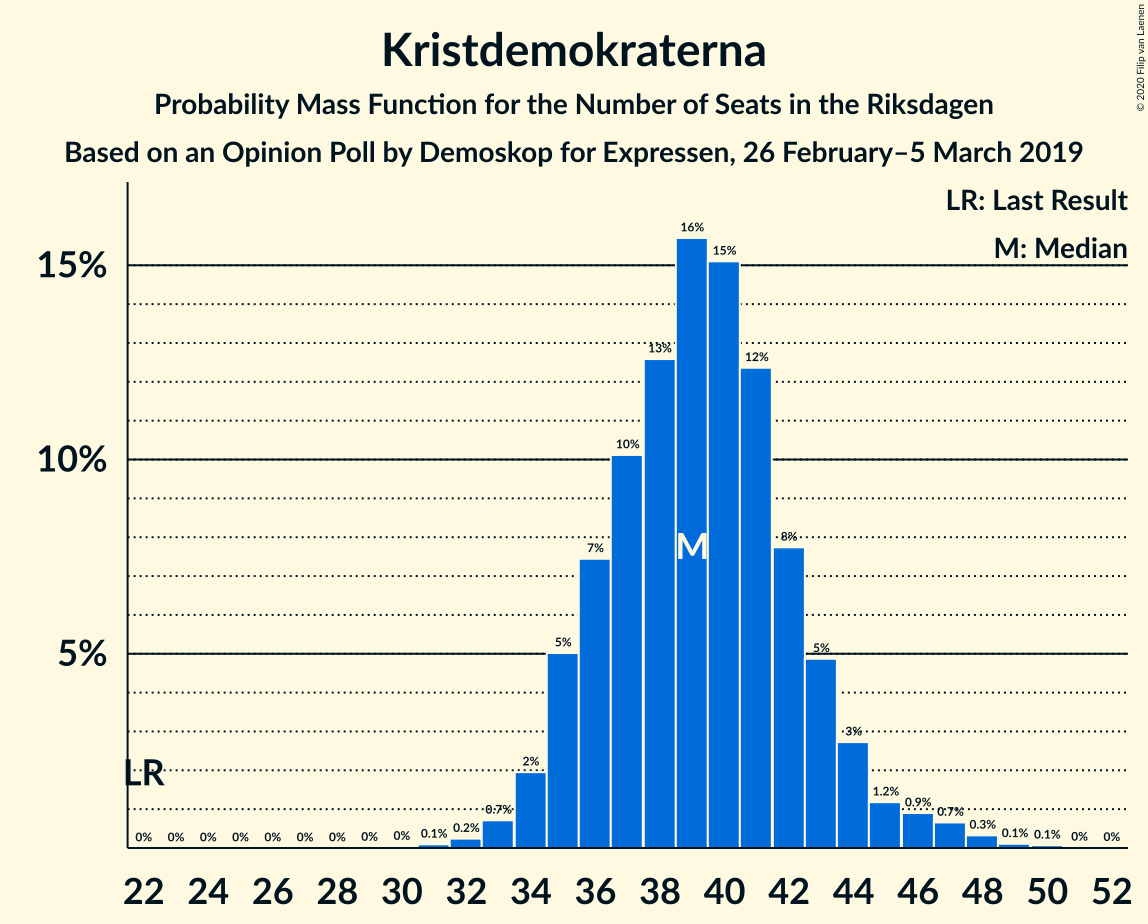 Kristdemokraterna
Probability Mass Function for the Number of Seats in the Riksdagen
Based on an Opinion Poll by Demoskop for Expressen, 26 February–5 March 2019
© 2020 Filip van Laenen
LR: Last Result
M: Median
15%
10%
5%
LR
M
0% 0% 0% 0% 0% 0% 0% 0% 0% 0.1% 0.2% 0.7% 2% 5% 7% 10% 13% 16% 15% 12% 8% 5% 3% 1.2% 0.9% 0.7% 0.3% 0.1% 0.1% 0% 0%
22 24 26 28 30 32 34 36 38 40 42 44 46 48 50 52